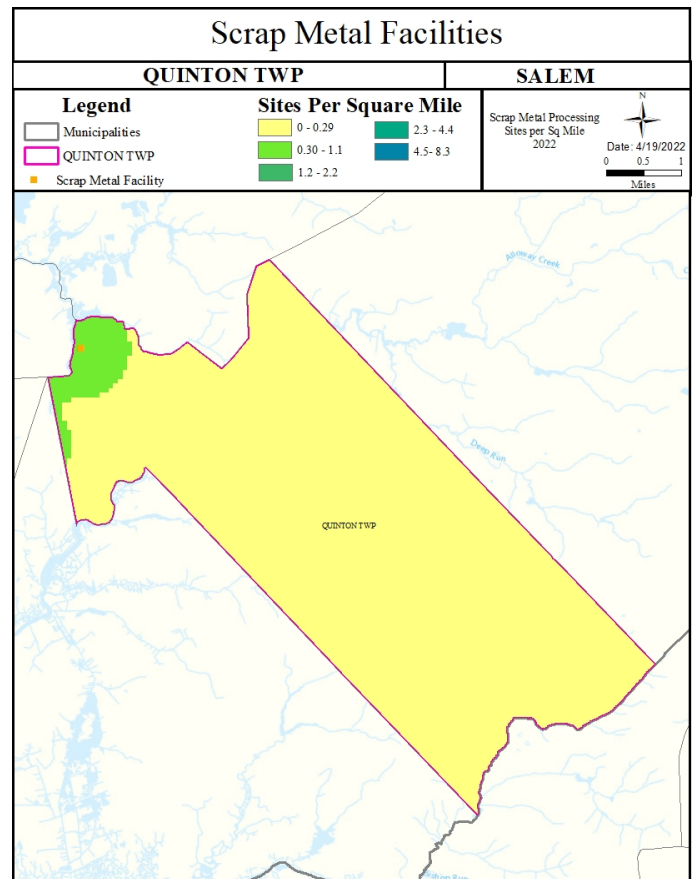 Scrap Metal Facilities
QUINTON TWP
SALEM
Legend
Municipalities
QUINTON TWP
Scrap Metal Facility
Sites Per Square Mile
0 - 0.29
0.30 - 1.1
1.2 - 2.2
2.3 - 4.4
4.5- 8.3
Scrap Metal Processing
Sites per Sq Mile
2022
N
Date: 4/19/2022
0 0.5 1
Miles
Alloway Creek
Deep Run
QUINTON TWP
Run